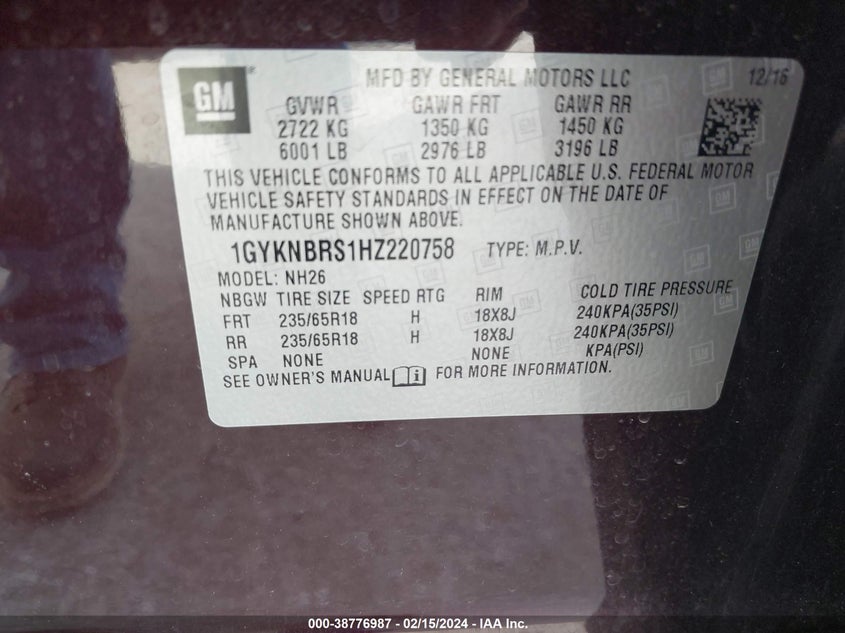 GM ® MFD BY GENERAL MOTORS LLC 12/16
GVWR GAWR FRT GAWR RR
2722 KG 1350 KG 1450 KG
6001 LB 2976 LB 3196 LB
THIS VEHICLE CONFORMS TO ALL APPLICABLE U.S. FEDERAL MOTOR
VEHICLE SAFETY STANDARDS IN EFFECT ON THE DATE OF
MANUFACTURE SHOWN ABOVE.
1GYKNBRS1HZ220758 TYPE: M.P.V.
MODEL: NH26
NBGW TIRE SIZE SPEED RTG RIM COLD TIRE PRESSURE
FRT 235/65R18 H 18X8J 240KPA(35PSI)
RR 235/65R18 H 18X8J 240KPA(35PSI)
SPA NONE NONE KPA(PSI)
SEE OWNER'S MANUAL i FOR MORE INFORMATION.
000-38776987 - 02/15/2024 - IAA Inc.